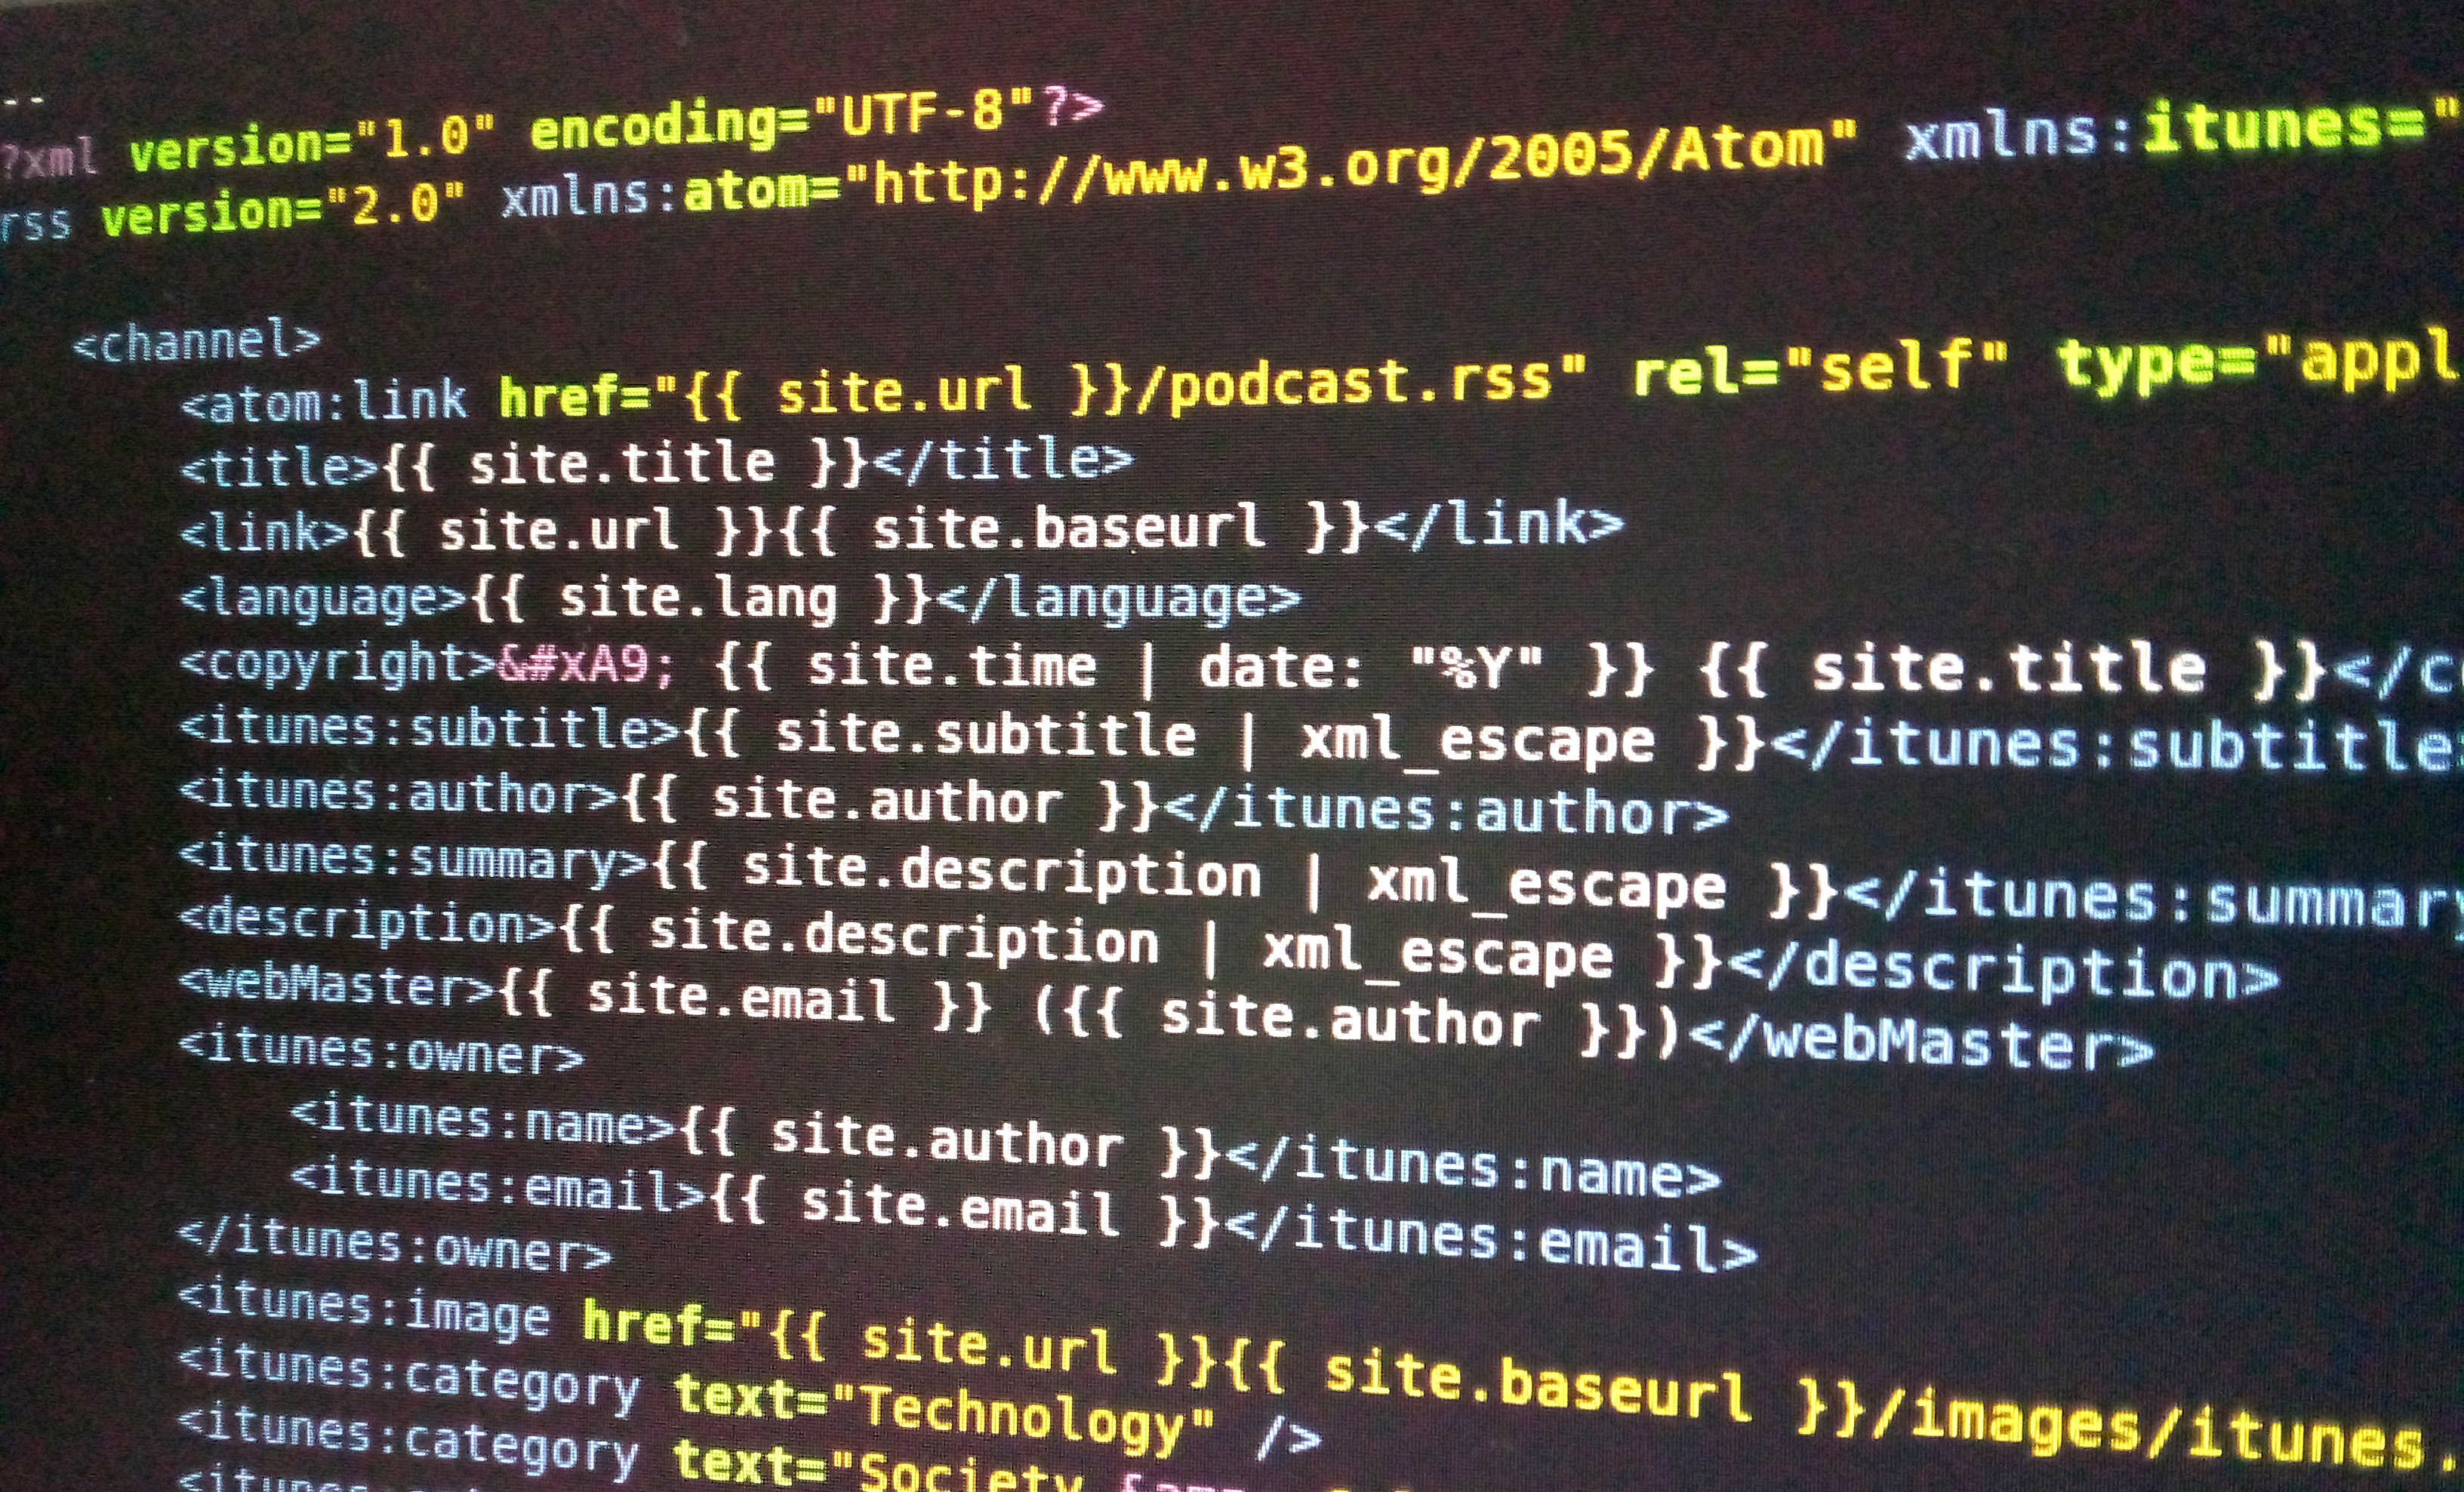 --
?xml version="1.0" encoding="UTF-8"?>
rss version="2.0" xmlns:atom="http://www.w3.org/2005/Atom" xmlns:itunes="
<channel>
<atom:link href="{{ site.url }}/podcast.rss" rel="self" type="appl
<title>{{ site.title }}</title>
<link>{{ site.url }}{{ site.baseurl }}</link>
<language>{{ site.lang }}</language>
<copyright>&#xA9; {{ site.time | date: "%Y" }} {{ site.title }}</c
<itunes:subtitle>{{ site.subtitle | xml_escape }}</itunes:subtitle
<itunes:author>{{ site.author }}</itunes:author>
<itunes:summary>{{ site.description | xml_escape }}</itunes:summary
<description>{{ site.description | xml_escape }}</description>
<webMaster>{{ site.email }} ({{ site.author }})</webMaster>
<itunes:owner>
<itunes:name>{{ site.author }}</itunes:name>
<itunes:email>{{ site.email }}</itunes:email>
</itunes:owner>
<itunes:image href="{{ site.url }}{{ site.baseurl }}/images/itunes.
<itunes:category text="Technology" />
<itunes:category text="Society